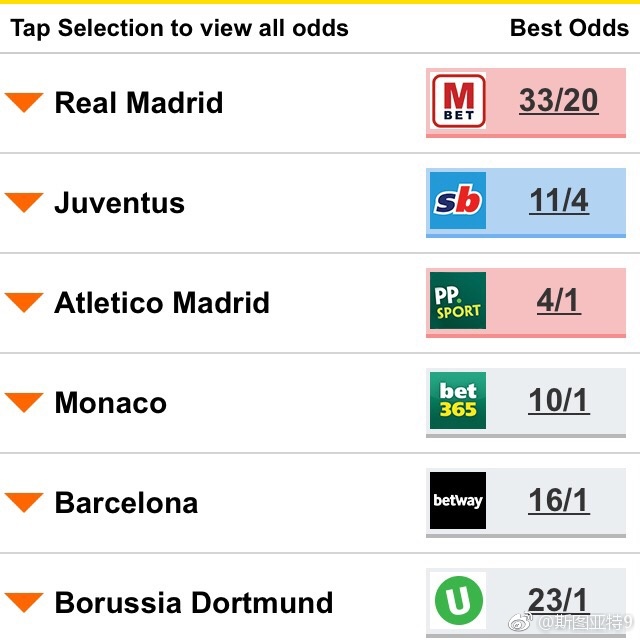 Tap Selection to view all odds Best Odds
Real Madrid M BET 33/20
Juventus sb 11/4
Atletico Madrid PP. SPORT 4/1
Monaco bet 365 10/1
Barcelona betway 16/1
Borussia Dortmund U 23/1
@斯图亚特9